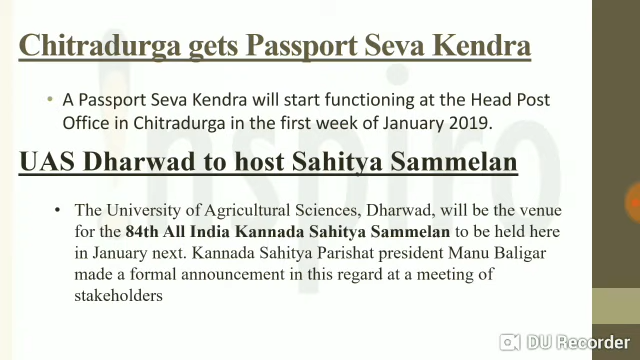 Chitradurga gets Passport Seva Kendra
• A Passport Seva Kendra will start functioning at the Head Post
Office in Chitradurga in the first week of January 2019.
UAS Dharwad to host Sahitya Sammelan
• The University of Agricultural Sciences, Dharwad, will be the venue
for the 84th All India Kannada Sahitya Sammelan to be held here
in January next. Kannada Sahitya Parishat president Manu Baligar
made a formal announcement in this regard at a meeting of
stakeholders
DU Recorder